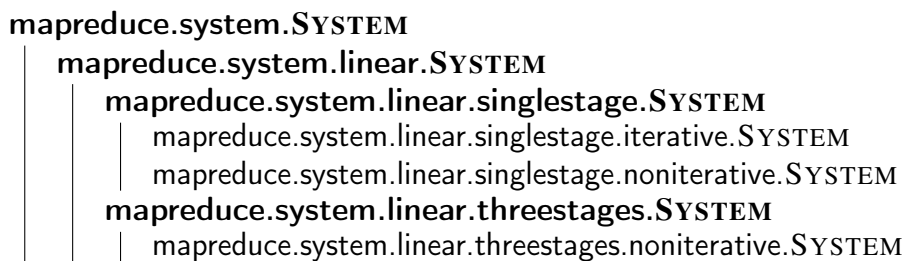 mapreduce.system.SYSTEM
mapreduce.system.linear.SYSTEM
mapreduce.system.linear.singlestage.SYSTEM
mapreduce.system.linear.singlestage.iterative.SYSTEM
mapreduce.system.linear.singlestage.noniterative.SYSTEM
mapreduce.system.linear.threestages.SYSTEM
mapreduce.system.linear.threestages.noniterative.SYSTEM